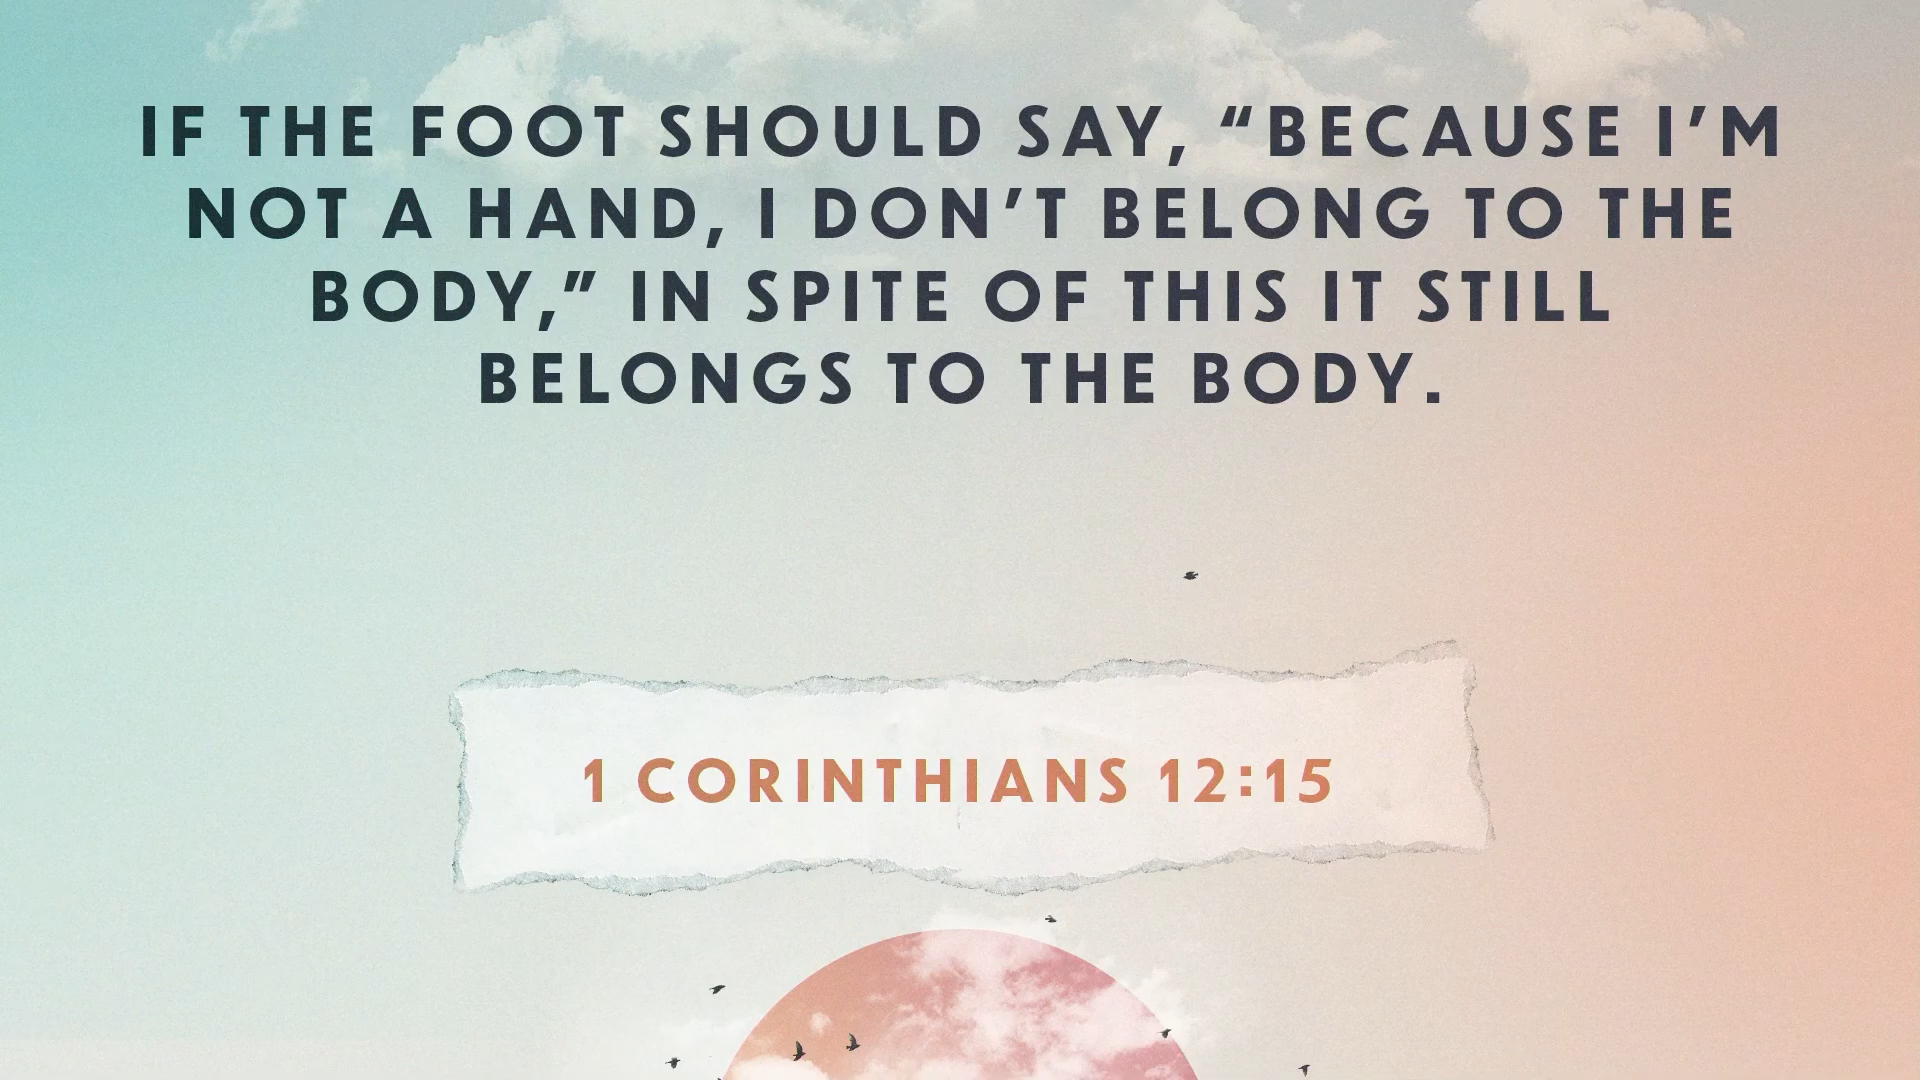 IF THE FOOT SHOULD SAY, “BECAUSE I’M
NOT A HAND, I DON’T BELONG TO THE
BODY,” IN SPITE OF THIS IT STILL
BELONGS TO THE BODY.
1 CORINTHIANS 12:15